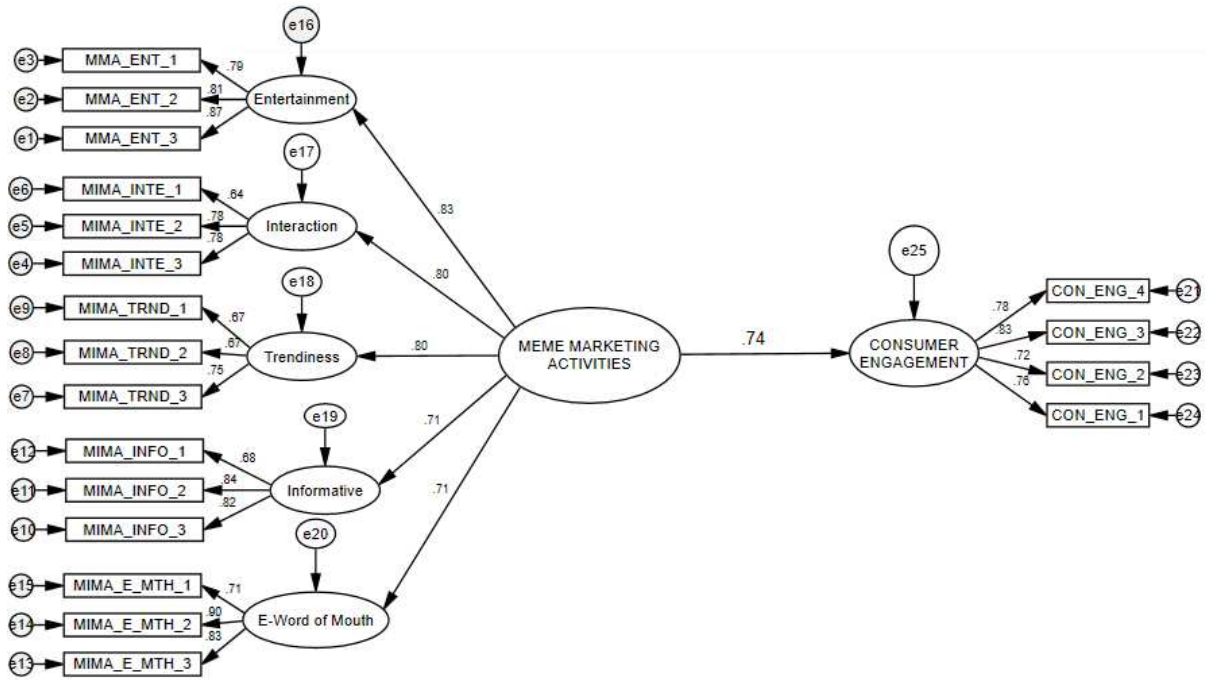 e16
e3
MMA_ENT_1
.79
e2
MMA_ENT_2
.81
Entertainment
e1
MMA_ENT_3
.87
e17
e6
MIMA_INTE_1
.64
e5
MIMA_INTE_2
.78
Interaction
e4
MIMA_INTE_3
.78
e18
e9
MIMA_TRND_1
.67
e8
MIMA_TRND_2
.67
Trendiness
e7
MIMA_TRND_3
.75
e19
e12
MIMA_INFO_1
.68
e11
MIMA_INFO_2
.84
Informative
e10
MIMA_INFO_3
.82
e20
e15
MIMA_E_MTH_1
.71
e14
MIMA_E_MTH_2
.90
E-Word of Mouth
e13
MIMA_E_MTH_3
.83
.83
.80
.80
.71
.71
MEME MARKETING
ACTIVITIES
.74
e25
CONSUMER
ENGAGEMENT
.78
CON_ENG_4
e21
.83
CON_ENG_3
e22
.72
CON_ENG_2
e23
.76
CON_ENG_1
e24